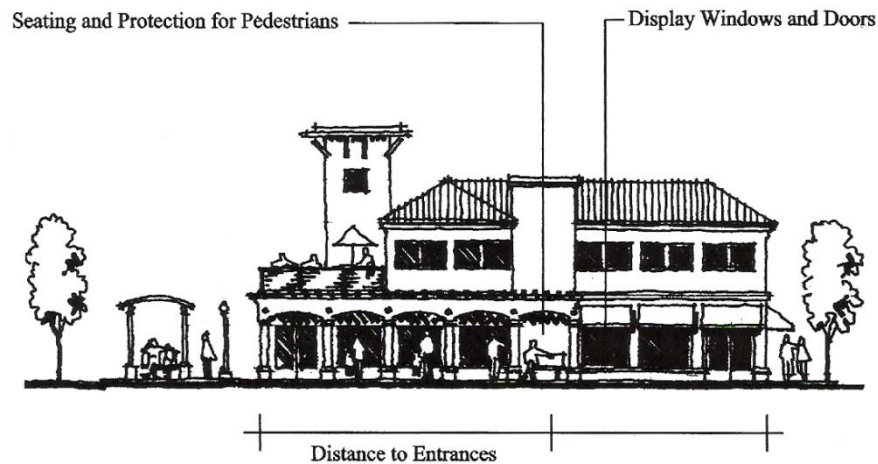 Seating and Protection for Pedestrians
Display Windows and Doors
Distance to Entrances